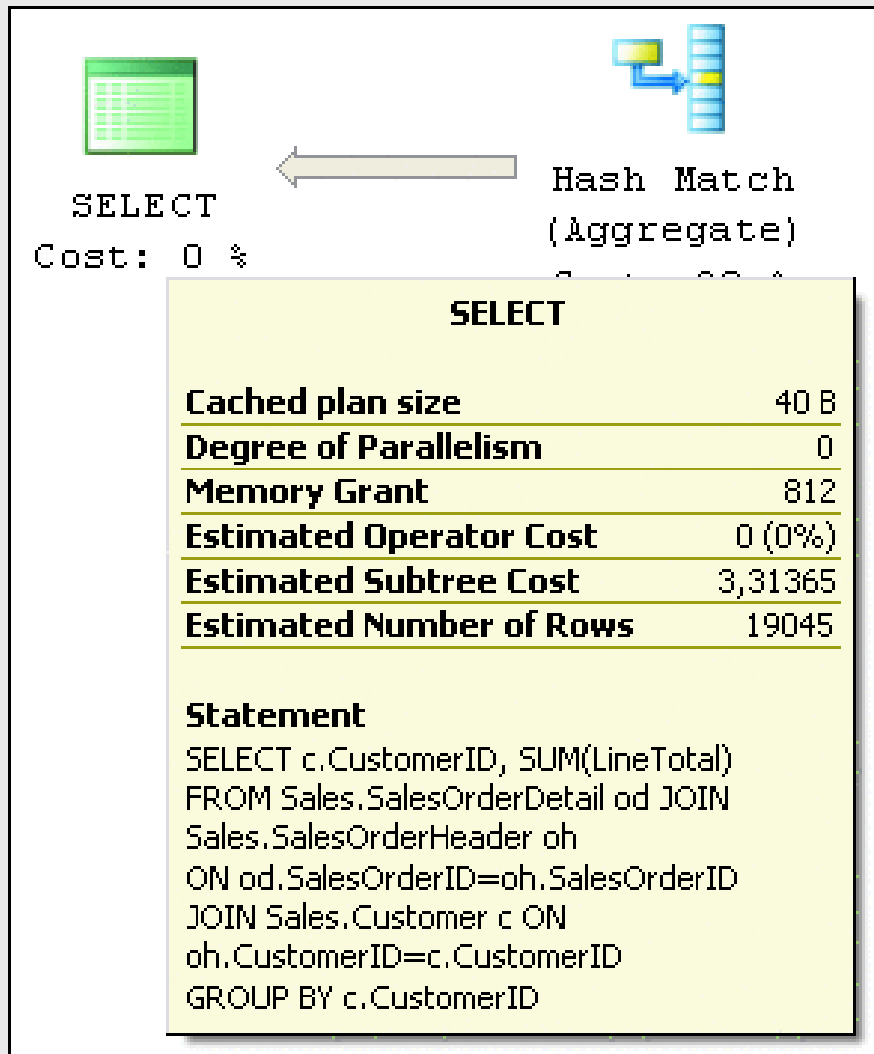 SELECT
Cost: 0 %
Hash Match
(Aggregate)
SELECT
Cached plan size 40 B
Degree of Parallelism 0
Memory Grant 812
Estimated Operator Cost 0 (0%)
Estimated Subtree Cost 3,31365
Estimated Number of Rows 19045
Statement
SELECT c.CustomerID, SUM(LineTotal)
FROM Sales.SalesOrderDetail od JOIN
Sales.SalesOrderHeader oh
ON od.SalesOrderID=oh.SalesOrderID
JOIN Sales.Customer c ON
oh.CustomerID=c.CustomerID
GROUP BY c.CustomerID